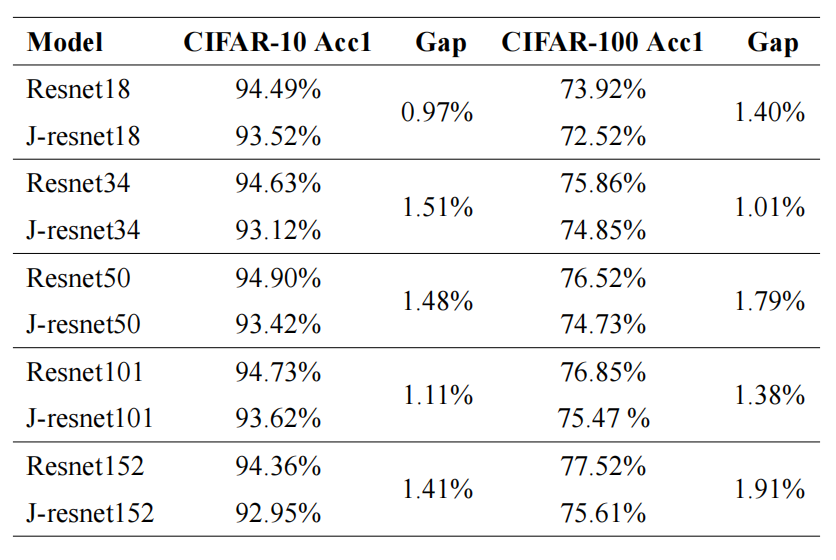 Model CIFAR-10 Acc1 Gap CIFAR-100 Acc1 Gap
Resnet18 94.49% 73.92%
0.97% 1.40%
J-resnet18 93.52% 72.52%
Resnet34 94.63% 75.86%
1.51% 1.01%
J-resnet34 93.12% 74.85%
Resnet50 94.90% 76.52%
1.48% 1.79%
J-resnet50 93.42% 74.73%
Resnet101 94.73% 76.85%
1.11% 1.38%
J-resnet101 93.62% 75.47 %
Resnet152 94.36% 77.52%
1.41% 1.91%
J-resnet152 92.95% 75.61%